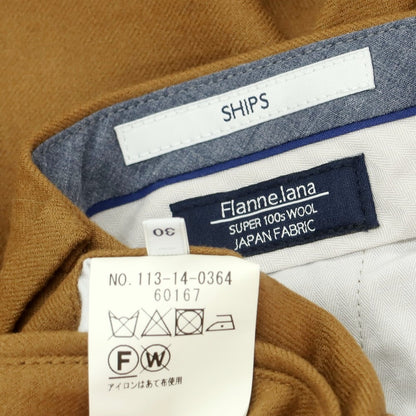 SHIPS
Flanne.lana
SUPER 100s WOOL
JAPAN FABRIC
30
NO. 113-14-0364
60167
F W
アイロンはあて布使用